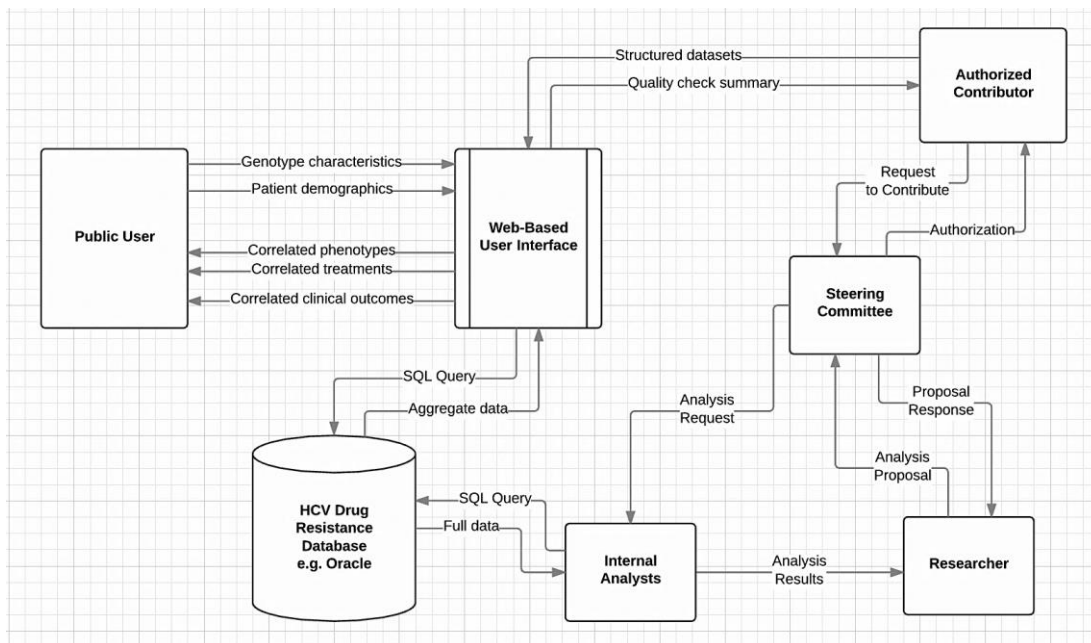 Structured datasets
Quality check summary
Authorized
Contributor
Genotype characteristics
Patient demographics
Public User
Web-Based
User Interface
Correlated phenotypes
Correlated treatments
Correlated clinical outcomes
Request
to Contribute
Authorization
Steering
Committee
SQL Query
Aggregate data
Analysis
Request
Proposal
Response
Analysis
Proposal
HCV Drug
Resistance
Database
e.g. Oracle
SQL Query
Full data
Internal
Analysts
Analysis
Results
Researcher